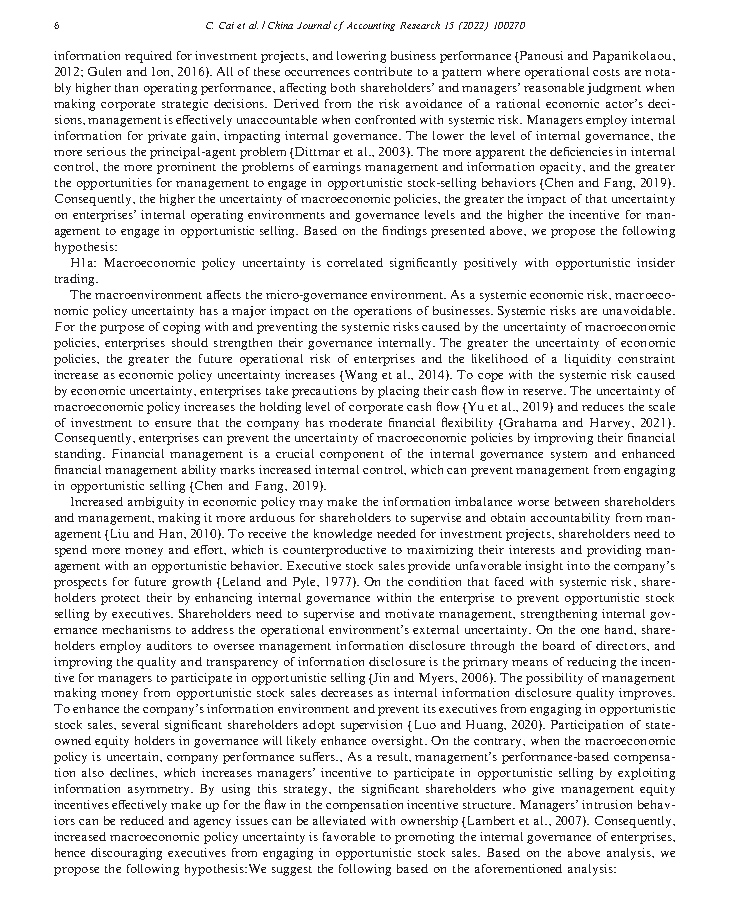 6 C. Cai et al. / China Journal of Accounting Research 15 (2022) 100270
information required for investment projects, and lowering business performance (Panousi and Papanikolaou,
2012; Gulen and Ion, 2016). All of these occurrences contribute to a pattern where operational costs are nota-
bly higher than operating performance, affecting both shareholders' and managers' reasonable judgment when
making corporate strategic decisions. Derived from the risk avoidance of a rational economic actor's deci-
sions, management is effectively unaccountable when confronted with systemic risk. Managers employ internal
information for private gain, impacting internal governance. The lower the level of internal governance, the
more serious the principal-agent problem (Dittmar et al., 2003). The more apparent the deficiencies in internal
control, the more prominent the problems of earnings management and information opacity, and the greater
the opportunities for management to engage in opportunistic stock-selling behaviors (Chen and Fang, 2019).
Consequently, the higher the uncertainty of macroeconomic policies, the greater the impact of that uncertainty
on enterprises' internal operating environments and governance levels and the higher the incentive for man-
agement to engage in opportunistic selling. Based on the findings presented above, we propose the following
hypothesis:
H1a: Macroeconomic policy uncertainty is correlated significantly positively with opportunistic insider
trading.
The macroenvironment affects the micro-governance environment. As a systemic economic risk, macroeco-
nomic policy uncertainty has a major impact on the operations of businesses. Systemic risks are unavoidable.
For the purpose of coping with and preventing the systemic risks caused by the uncertainty of macroeconomic
policies, enterprises should strengthen their governance internally. The greater the uncertainty of economic
policies, the greater the future operational risk of enterprises and the likelihood of a liquidity constraint
increase as economic policy uncertainty increases (Wang et al., 2014). To cope with the systemic risk caused
by economic uncertainty, enterprises take precautions by placing their cash flow in reserve. The uncertainty of
macroeconomic policy increases the holding level of corporate cash flow (Yu et al., 2019) and reduces the scale
of investment to ensure that the company has moderate financial flexibility (Grahama and Harvey, 2021).
Consequently, enterprises can prevent the uncertainty of macroeconomic policies by improving their financial
standing. Financial management is a crucial component of the internal governance system and enhanced
financial management ability marks increased internal control, which can prevent management from engaging
in opportunistic selling (Chen and Fang, 2019).
Increased ambiguity in economic policy may make the information imbalance worse between shareholders
and management, making it more arduous for shareholders to supervise and obtain accountability from man-
agement (Liu and Han, 2010). To receive the knowledge needed for investment projects, shareholders need to
spend more money and effort, which is counterproductive to maximizing their interests and providing man-
agement with an opportunistic behavior. Executive stock sales provide unfavorable insight into the company's
prospects for future growth (Leland and Pyle, 1977). On the condition that faced with systemic risk, share-
holders protect their by enhancing internal governance within the enterprise to prevent opportunistic stock
selling by executives. Shareholders need to supervise and motivate management, strengthening internal gov-
ernance mechanisms to address the operational environment's external uncertainty. On the one hand, share-
holders employ auditors to oversee management information disclosure through the board of directors, and
improving the quality and transparency of information disclosure is the primary means of reducing the incen-
tive for managers to participate in opportunistic selling (Jin and Myers, 2006). The possibility of management
making money from opportunistic stock sales decreases as internal information disclosure quality improves.
To enhance the company's information environment and prevent its executives from engaging in opportunistic
stock sales, several significant shareholders adopt supervision (Luo and Huang, 2020). Participation of state-
owned equity holders in governance will likely enhance oversight. On the contrary, when the macroeconomic
policy is uncertain, company performance suffers., As a result, management's performance-based compensa-
tion also declines, which increases managers' incentive to participate in opportunistic selling by exploiting
information asymmetry. By using this strategy, the significant shareholders who give management equity
incentives effectively make up for the flaw in the compensation incentive structure. Managers' intrusion behav-
iors can be reduced and agency issues can be alleviated with ownership (Lambert et al., 2007). Consequently,
increased macroeconomic policy uncertainty is favorable to promoting the internal governance of enterprises,
hence discouraging executives from engaging in opportunistic stock sales. Based on the above analysis, we
propose the following hypothesis:We suggest the following based on the aforementioned analysis: